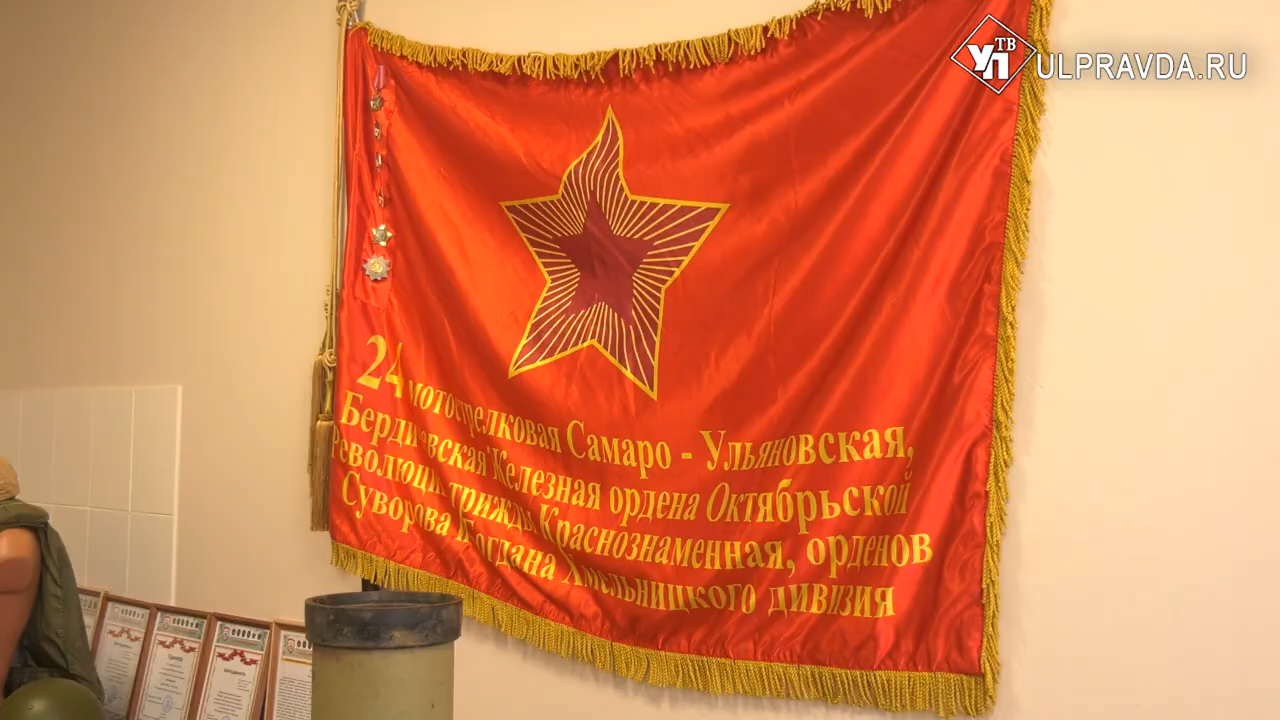 УП ТВ ULPRAVDA.RU
24 мотострелковая Самаро - Ульяновская,
Бердичевская Железная ордена Октябрьской
Революции трижды Краснознаменная, орденов
Суворова Богдана Хмельницкого дивизия